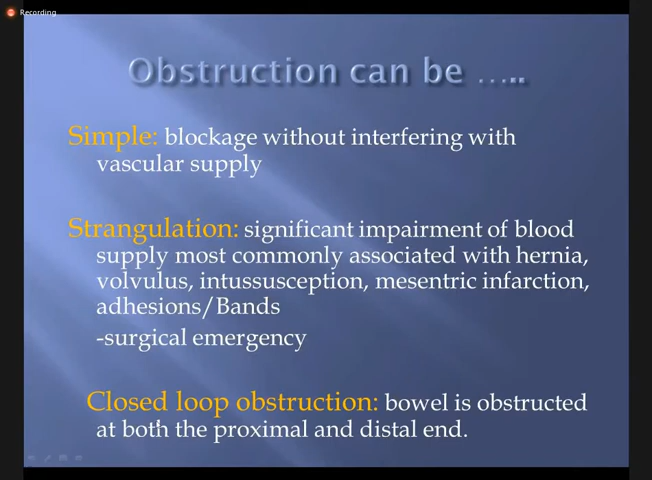 Recording
Obstruction can be .....
Simple: blockage without interfering with
vascular supply
Strangulation: significant impairment of blood
supply most commonly associated with hernia,
volvulus, intussusception, mesentric infarction,
adhesions/Bands
-surgical emergency
Closed loop obstruction: bowel is obstructed
at both the proximal and distal end.